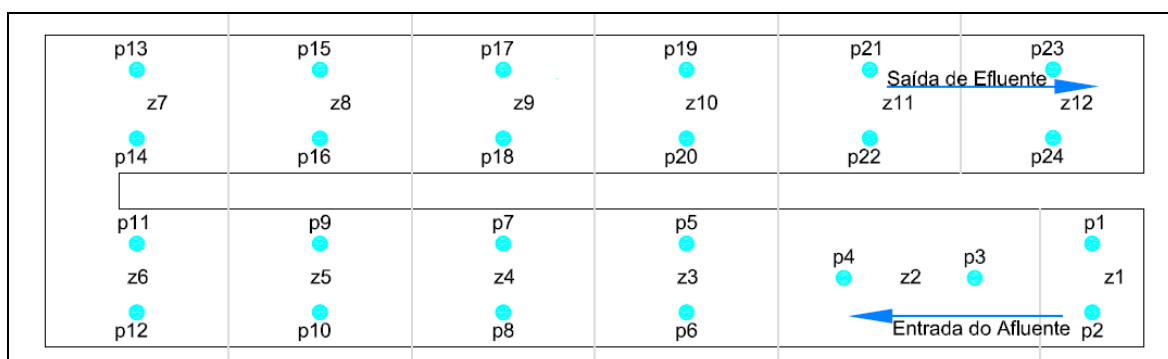 p13 p15 p17 p19 p21 p23
Saída de Efluente
z7 z8 z9 z10 z11 z12
p14 p16 p18 p20 p22 p24
p11 p9 p7 p5 p1
p4 p3
z6 z5 z4 z3 z2 z1
p12 p10 p8 p6 Entrada do Afluente p2